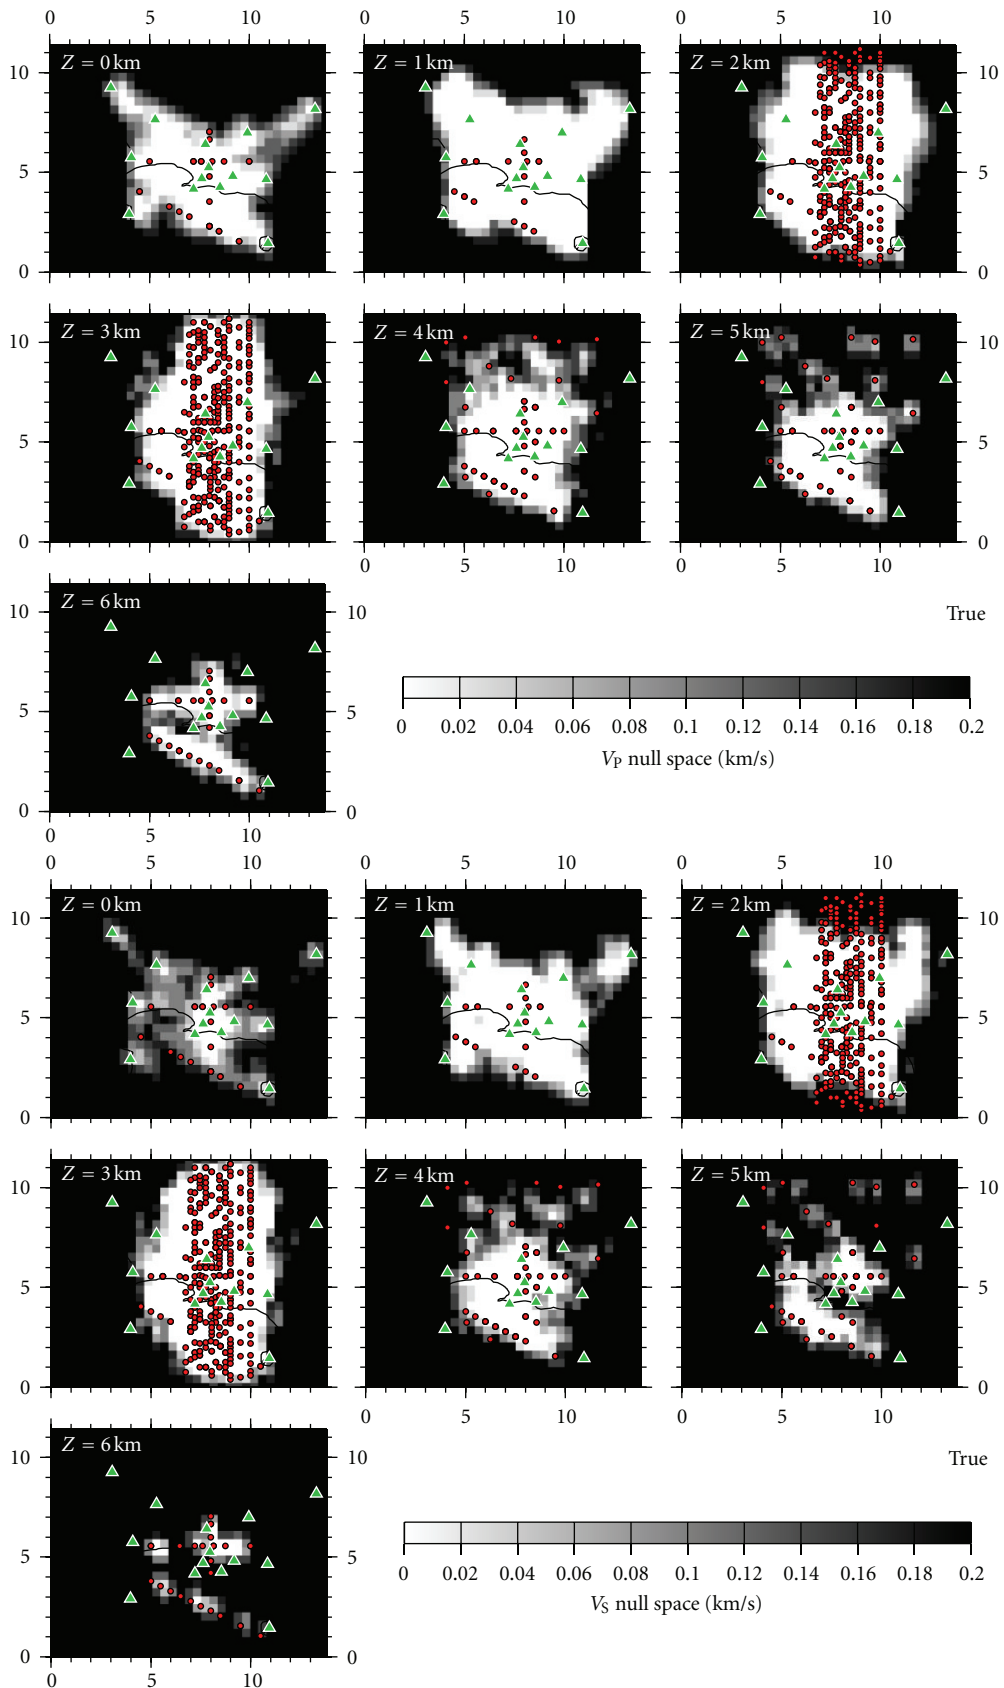 0 5 10 0 5 10 0 5 10
Z = 0 km Z = 1 km Z = 2 km
10 10
5 5
0 0
Z = 3 km Z = 4 km Z = 5 km
10 10
5 5
0 0
0 5 10 0 5 10
Z = 6 km
10 10
True
5 5
0 0
0 0.02 0.04 0.06 0.08 0.1 0.12 0.14 0.16 0.18 0.2
VP null space (km/s)
5 10
0 5 10 0 5 10 0 5 10
Z = 0 km Z = 1 km Z = 2 km
10 10
5 5
0 0
Z = 3 km Z = 4 km Z = 5 km
10 10
5 5
0 0
0 5 10 0 5 10
Z = 6 km
10 10
True
5 5
0 0
0 0.02 0.04 0.06 0.08 0.1 0.12 0.14 0.16 0.18 0.2
VS null space (km/s)
0 5 10